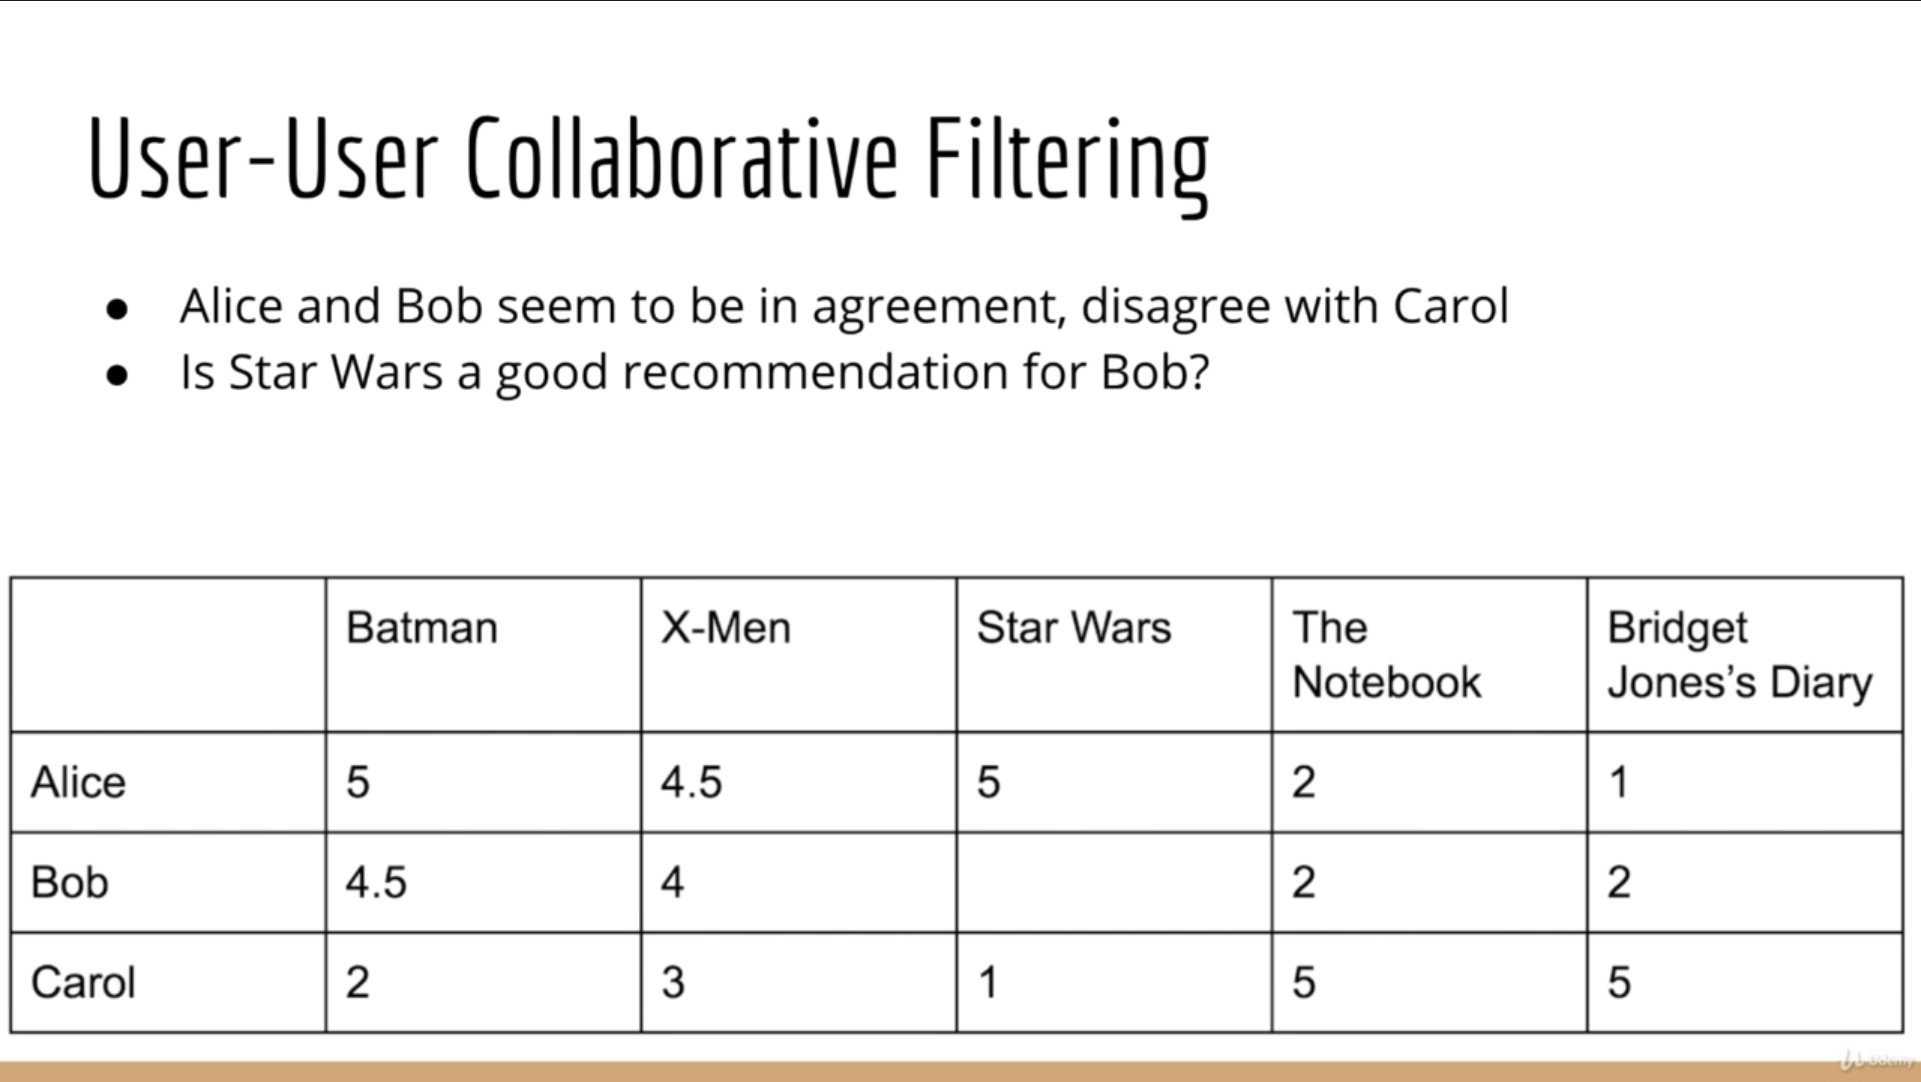 User-User Collaborative Filtering
● Alice and Bob seem to be in agreement, disagree with Carol
● Is Star Wars a good recommendation for Bob?
Batman X-Men Star Wars The Notebook Bridget Jones’s Diary
Alice 5 4.5 5 2 1
Bob 4.5 4 2 2
Carol 2 3 1 5 5
Udemy